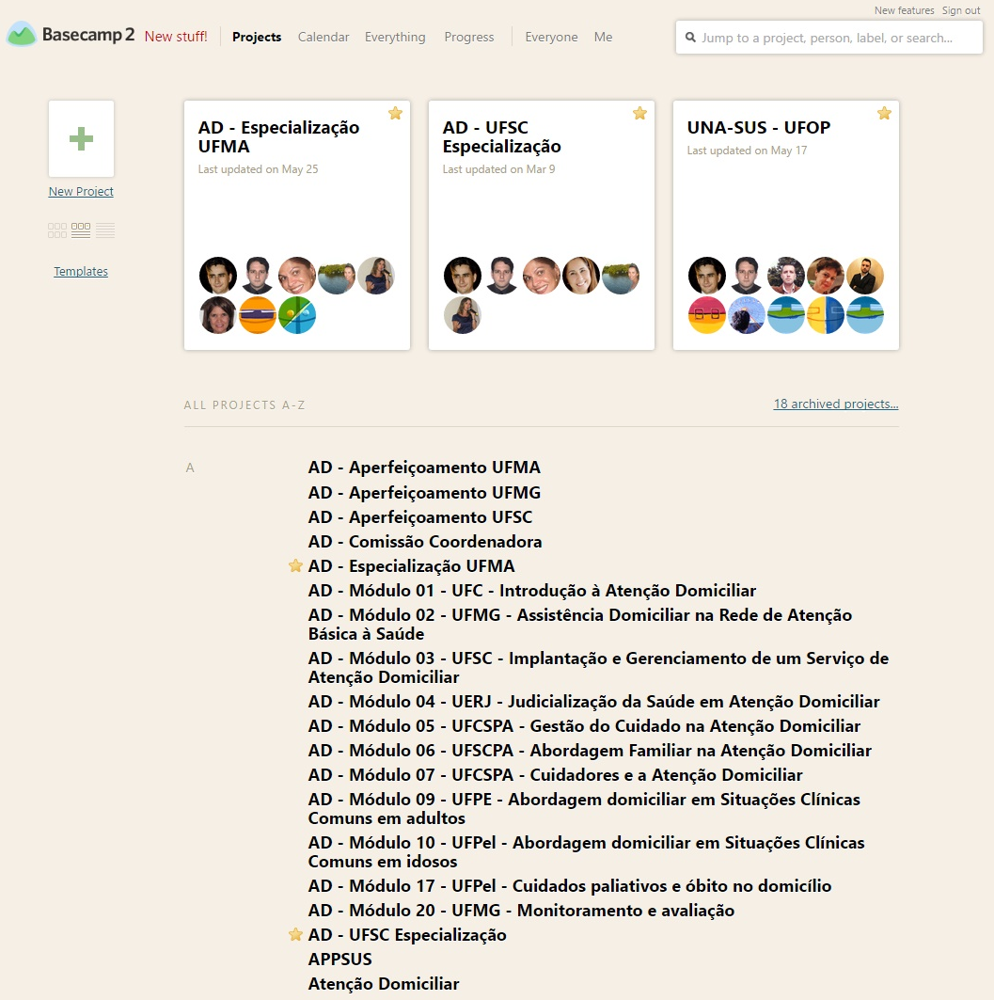 New features Sign out
Basecamp 2 New stuff! Projects Calendar Everything Progress Everyone Me
Jump to a project, person, label, or search...
New Project
Templates
AD - Especialização
UFMA
Last updated on May 25
AD - UFSC
Especialização
Last updated on Mar 9
UNA-SUS - UFOP
Last updated on May 17
ALL PROJECTS A-Z
18 archived projects...
A
AD - Aperfeiçoamento UFMA
AD - Aperfeiçoamento UFMG
AD - Aperfeiçoamento UFSC
AD - Comissão Coordenadora
AD - Especialização UFMA
AD - Módulo 01 - UFC - Introdução à Atenção Domiciliar
AD - Módulo 02 - UFMG - Assistência Domiciliar na Rede de Atenção
Básica à Saúde
AD - Módulo 03 - UFSC - Implantação e Gerenciamento de um Serviço de
Atenção Domiciliar
AD - Módulo 04 - UERJ - Judicialização da Saúde em Atenção Domiciliar
AD - Módulo 05 - UFCSPA - Gestão do Cuidado na Atenção Domiciliar
AD - Módulo 06 - UFSCPA - Abordagem Familiar na Atenção Domiciliar
AD - Módulo 07 - UFCSPA - Cuidadores e a Atenção Domiciliar
AD - Módulo 09 - UFPE - Abordagem domiciliar em Situações Clínicas
Comuns em adultos
AD - Módulo 10 - UFPel - Abordagem domiciliar em Situações Clínicas
Comuns em idosos
AD - Módulo 17 - UFPel - Cuidados paliativos e óbito no domicílio
AD - Módulo 20 - UFMG - Monitoramento e avaliação
AD - UFSC Especialização
APPSUS
Atenção Domiciliar